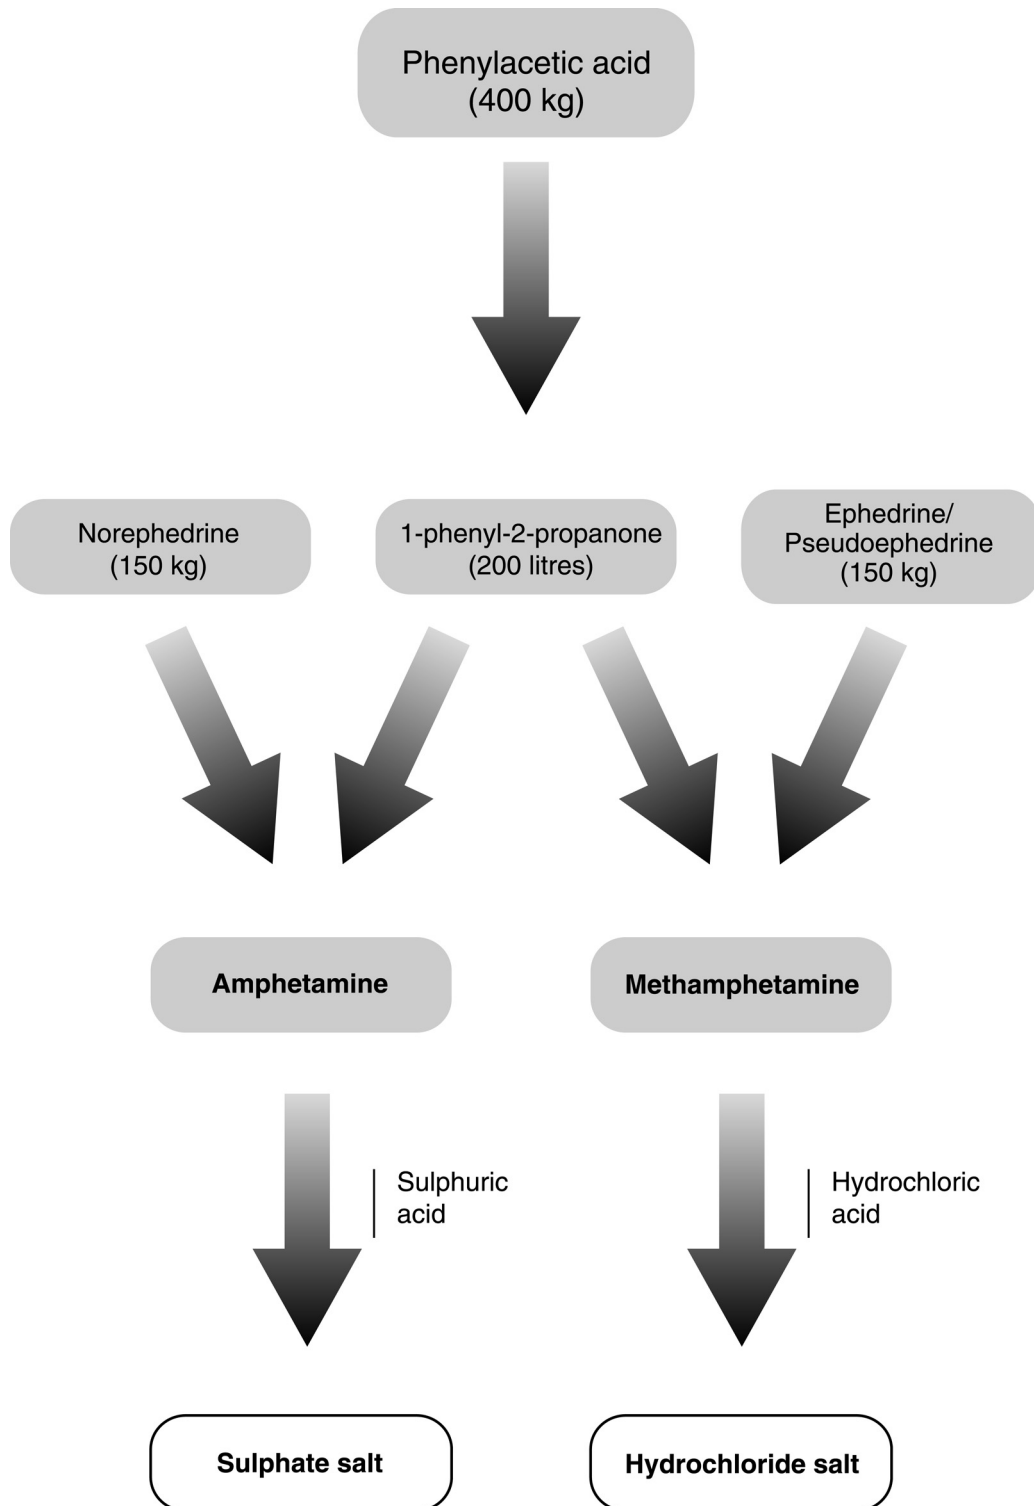 Phenylacetic acid
(400 kg)
Norephedrine
(150 kg)
1-phenyl-2-propanone
(200 litres)
Ephedrine/
Pseudoephedrine
(150 kg)
Amphetamine
Methamphetamine
Sulphuric
acid
Hydrochloric
acid
Sulphate salt
Hydrochloride salt